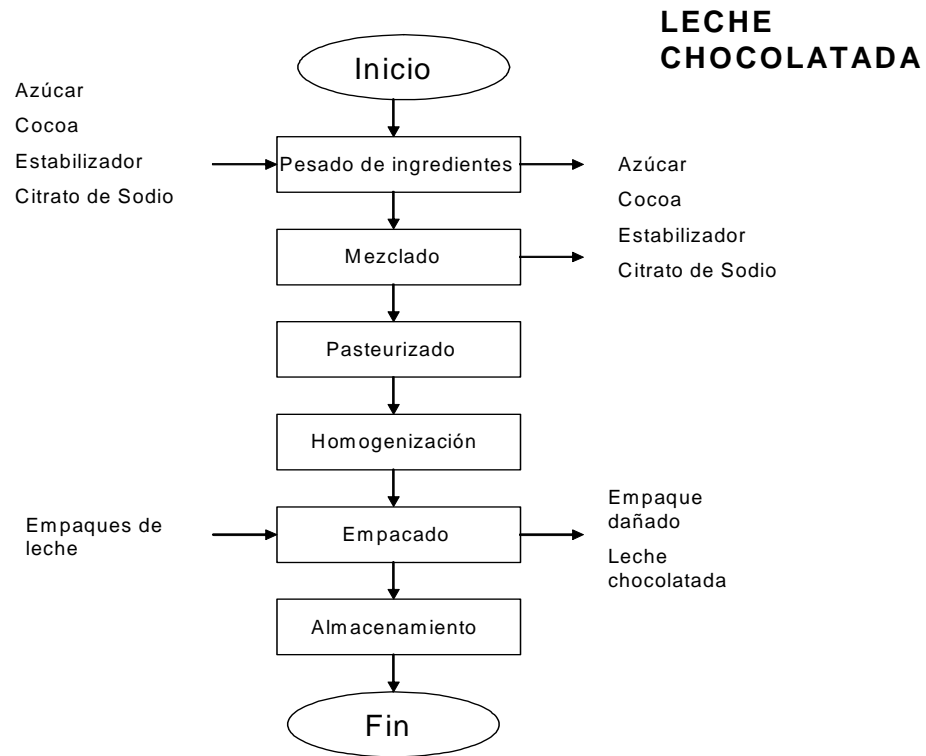 LECHE
CHOCOLATADA
Inicio
Azúcar
Cocoa
Estabilizador
Citrato de Sodio
Pesado de ingredientes
Azúcar
Cocoa
Estabilizador
Citrato de Sodio
Mezclado
Pasteurizado
Homogenización
Empaques de
leche
Empacado
Empaque
dañado
Leche
chocolatada
Almacenamiento
Fin